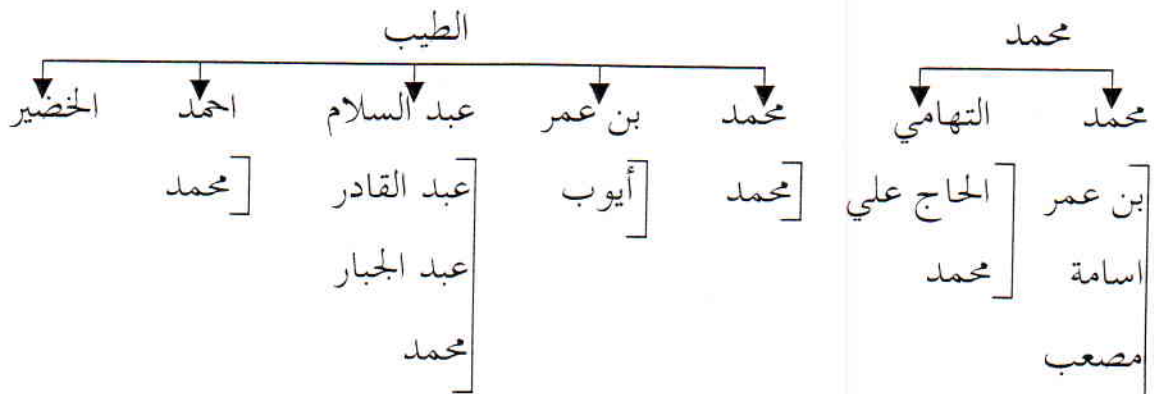 محمد الطيب
محمد التهامي محمد بن عمر عبد السلام احمد الخضير
بن عمر الحاج علي محمد أيوب عبد القادر محمد
اسامة محمد عبد الجبار
مصعب محمد